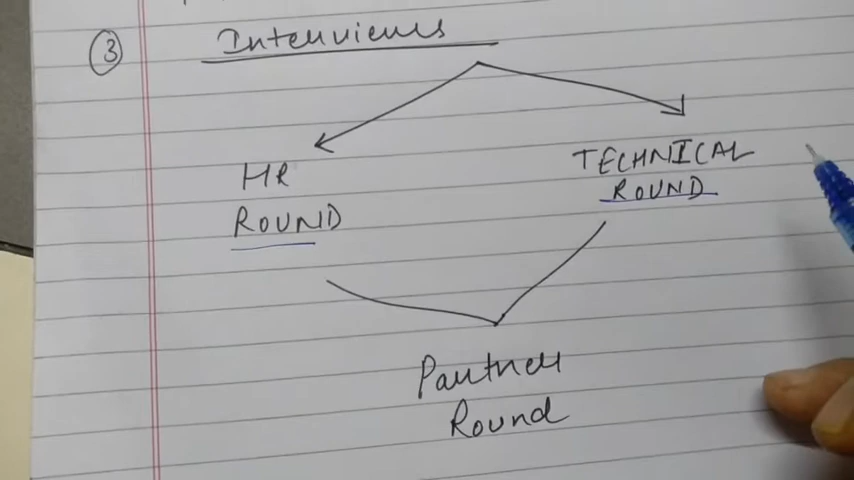 3 Interviews
HR
ROUND
TECHNICAL
ROUND
Partner
Round